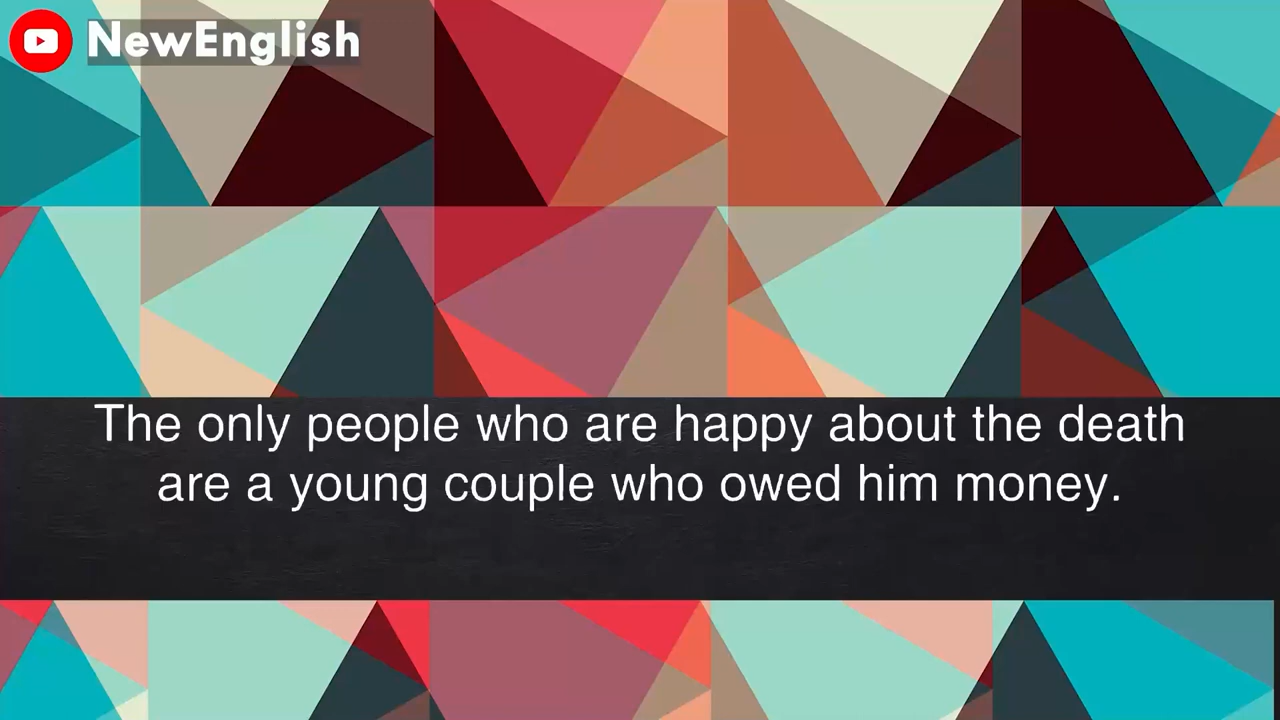 NewEnglish
The only people who are happy about the death
are a young couple who owed him money.